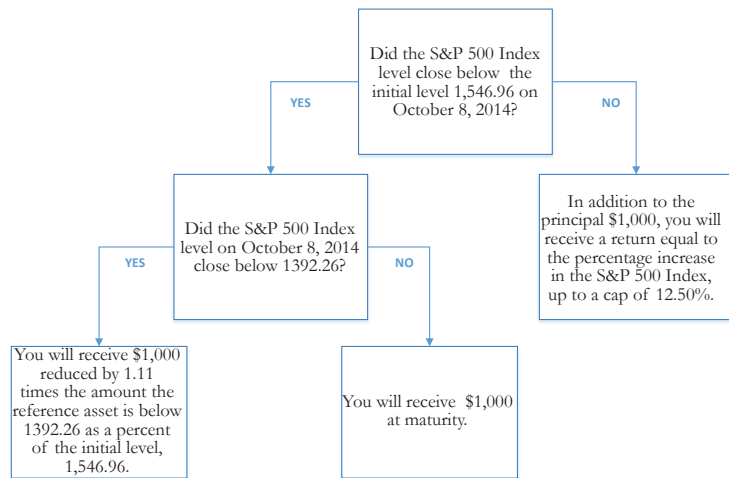 Did the S&P 500 Index
level close below the
initial level 1,546.96 on
October 8, 2014?
YES
NO
Did the S&P 500 Index
level on October 8, 2014
close below 1392.26?
In addition to the
principal $1,000, you will
receive a return equal to
the percentage increase
in the S&P 500 Index,
up to a cap of 12.50%.
YES
NO
You will receive $1,000
reduced by 1.11
times the amount the
reference asset is below
1392.26 as a percent
of the initial level,
1,546.96.
You will receive $1,000
at maturity.